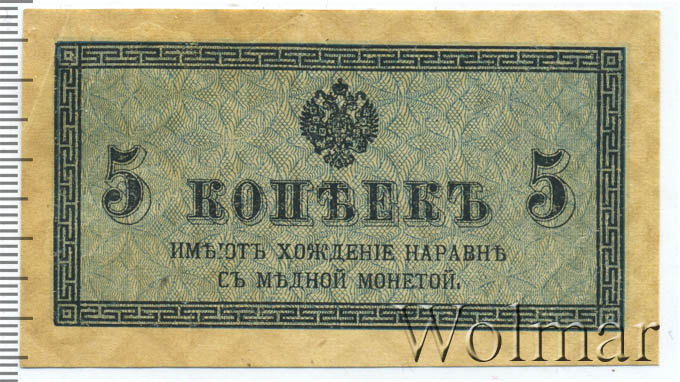 5 КОПѢЕКЪ 5
ИМѢЮТЪ ХОЖДЕНІЕ НАРАВНѢ
СЪ МѢДНОЙ МОНЕТОЙ.
Wolmar